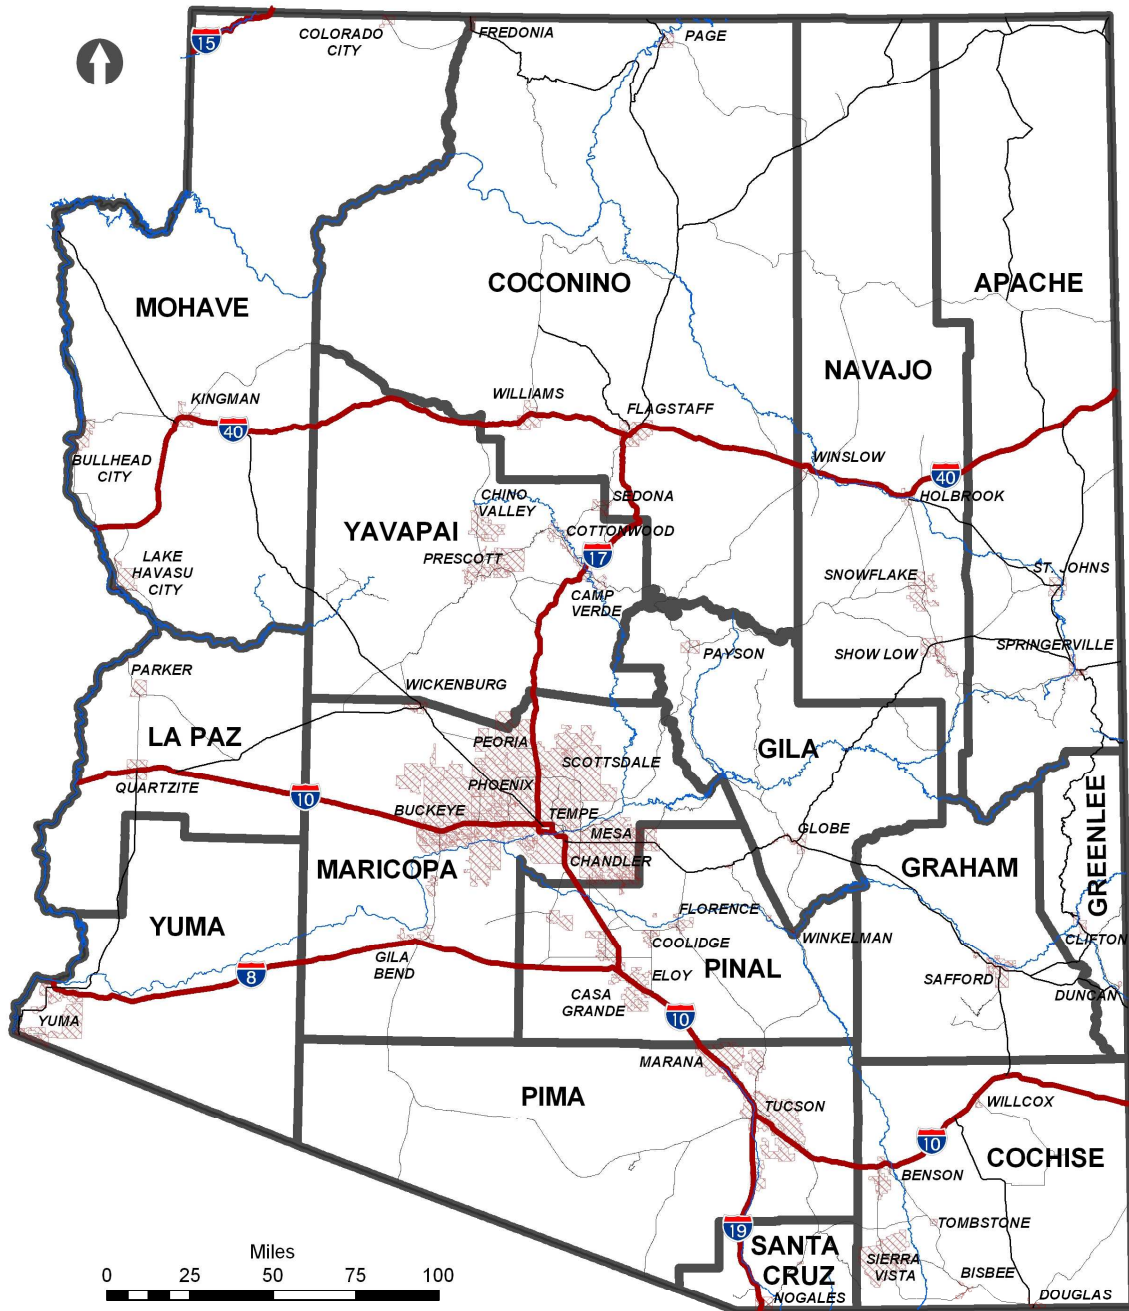 15
COLORADO
CITY
FREDONIA
PAGE
MOHAVE
COCONINO
APACHE
NAVAJO
KINGMAN
WILLIAMS
FLAGSTAFF
40
BULLHEAD
CITY
WINSLOW
40
HOLBROOK
CHINO
VALLEY
SEDONA
YAVAPAI
COTTONWOOD
PRESCOTT
17
LAKE
HAVASU
CITY
CAMP
VERDE
SNOWFLAKE
ST. JOHNS
PARKER
PAYSON
SHOW LOW
SPRINGERVILLE
WICKENBURG
LA PAZ
PEORIA
SCOTTSDALE
GILA
QUARTZITE
10
PHOENIX
BUCKEYE
TEMPE
MESA
CHANDLER
GLOBE
GREENLEE
MARICOPA
GRAHAM
YUMA
FLORENCE
COOLIDGE
WINKELMAN
CLIFTON
GILA
BEND
8
ELOY
PINAL
SAFFORD
DUNCAN
CASA
GRANDE
10
YUMA
MARANA
PIMA
TUCSON
WILLCOX
10
COCHISE
BENSON
19
TOMBSTONE
SANTA
CRUZ
SIERRA
VISTA
BISBEE
NOGALES
DOUGLAS
Miles
0 25 50 75 100